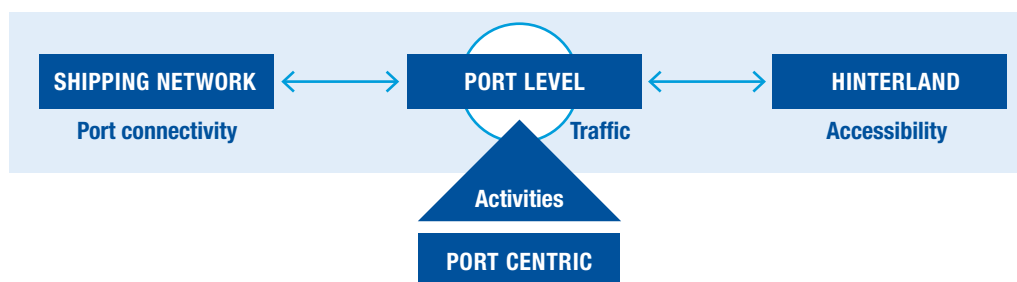 SHIPPING NETWORK
PORT LEVEL
HINTERLAND
Port connectivity
Traffic
Accessibility
Activities
PORT CENTRIC